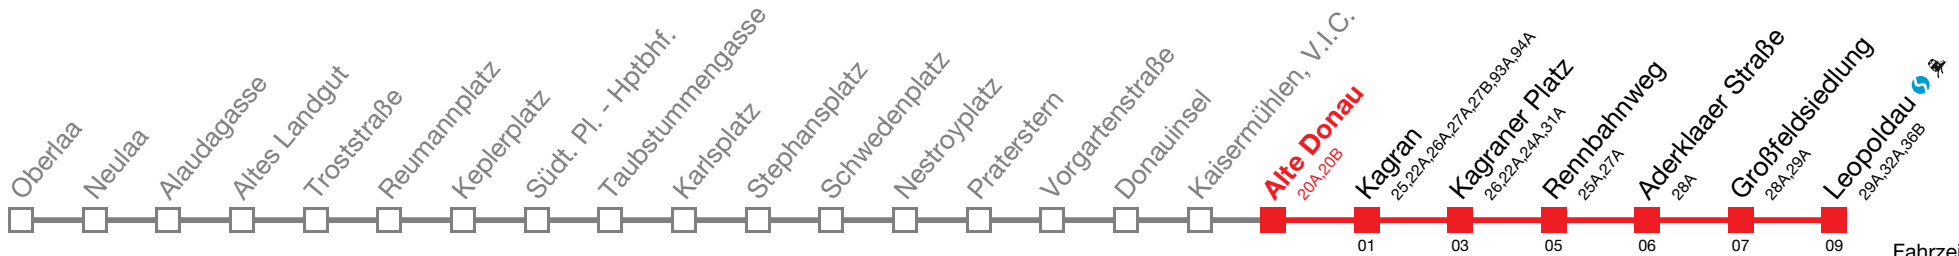 Oberlaa
Neulaa
Alaudagasse
Altes Landgut
Troststraße
Reumannplatz
Keplerplatz
Südt. Pl. - Hptbhf.
Taubstummengasse
Karlsplatz
Stephansplatz
Schwedenplatz
Nestroyplatz
Praterstern
Vorgartenstraße
Donauinsel
Kaisermühlen, V.I.C.
Alte Donau
20A,20B
Kagran
25,22A,26A,27A,27B,93A,94A
Kagraner Platz
26,22A,24A,31A
Rennbahnweg
25A,27A
Aderklaaer Straße
28A
Großfeldsiedlung
28A,29A
Leopoldau
29A,32A,36B
01 03 05 06 07 09
Fahrzei